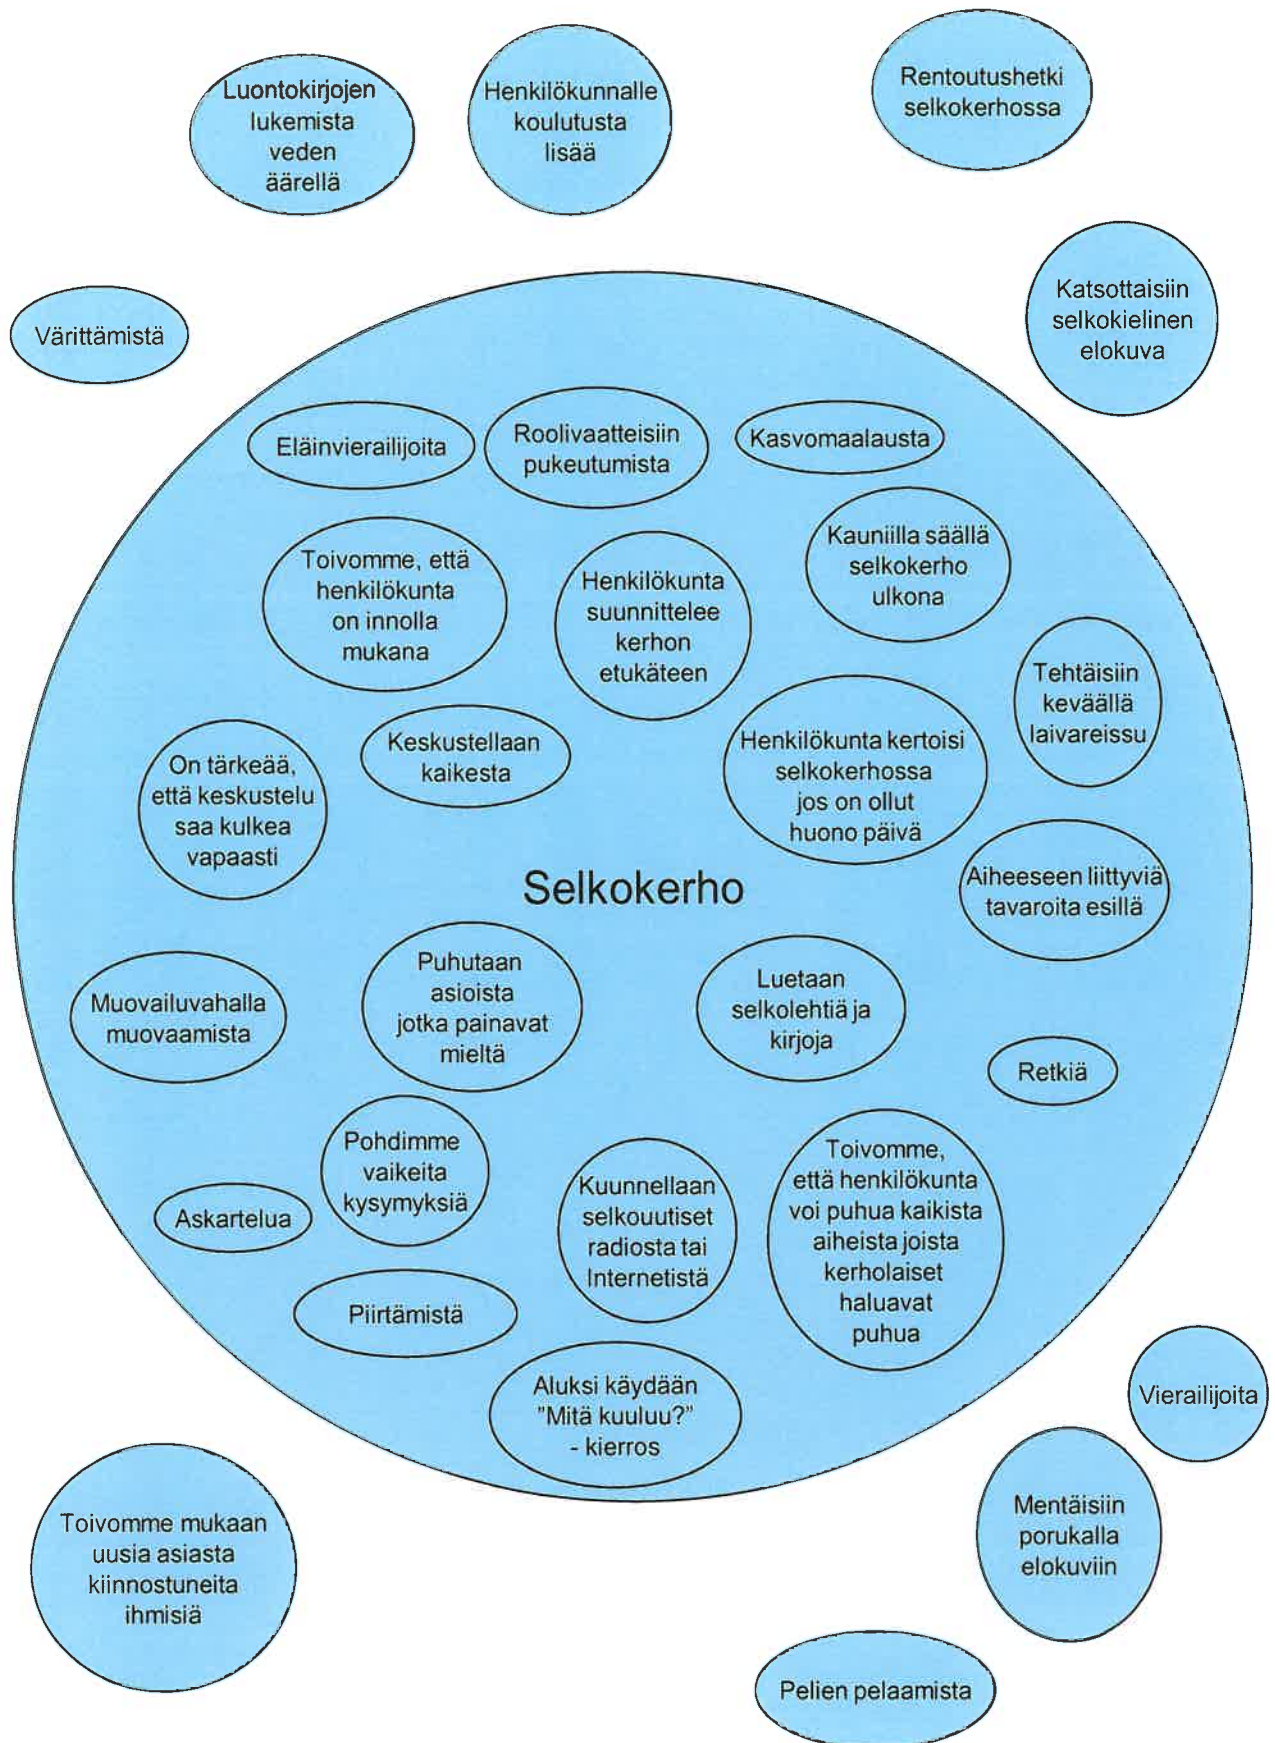 Luontokirjojen
lukemista
veden
äärellä
Henkilökunnalle
koulutusta
lisää
Rentoutushetki
selkokerhossa
Värittämistä
Katsottaisiin
selkokielinen
elokuva
Eläinvierailijoita
Roolivaatteisiin
pukeutumista
Kasvomaalausta
Toivomme, että
henkilökunta
on innolla
mukana
Henkilökunta
suunnittelee
kerhon
etukäteen
Kauniilla säällä
selkokerho
ulkona
Tehtäisiin
keväällä
laivareissu
On tärkeää,
että keskustelu
saa kulkea
vapaasti
Keskustellaan
kaikesta
Henkilökunta kertoisi
selkokerhossa
jos on ollut
huono päivä
Selkokerho
Aiheeseen liittyviä
tavaroita esillä
Muovailuvahalla
muovaamista
Puhutaan
asioista
jotka painavat
mieltä
Luetaan
selkolehtiä ja
kirjoja
Retkiä
Askartelua
Pohdimme
vaikeita
kysymyksiä
Kuunnellaan
selkouutiset
radiosta tai
Internetistä
Toivomme,
että henkilökunta
voi puhua kaikista
aiheista joista
kerholaiset
haluavat
puhua
Piirtämistä
Aluksi käydään
"Mitä kuuluu?"
- kierros
Vierailijoita
Toivomme mukaan
uusia asiasta
kiinnostuneita
ihmisiä
Mentäisiin
porukalla
elokuviin
Pelien pelaamista